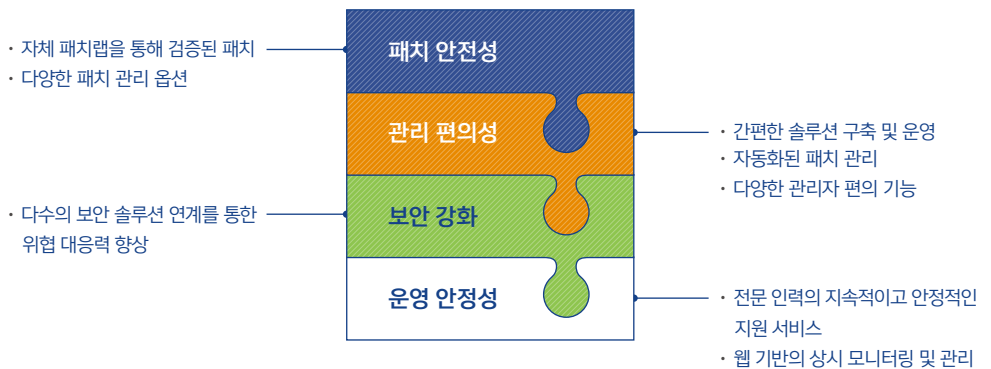 패치 안전성
· 자체 패치랩을 통해 검증된 패치
· 다양한 패치 관리 옵션
관리 편의성
· 간편한 솔루션 구축 및 운영
· 자동화된 패치 관리
· 다양한 관리자 편의 기능
보안 강화
· 다수의 보안 솔루션 연계를 통한
위협 대응력 향상
운영 안정성
· 전문 인력의 지속적이고 안정적인
지원 서비스
· 웹 기반의 상시 모니터링 및 관리